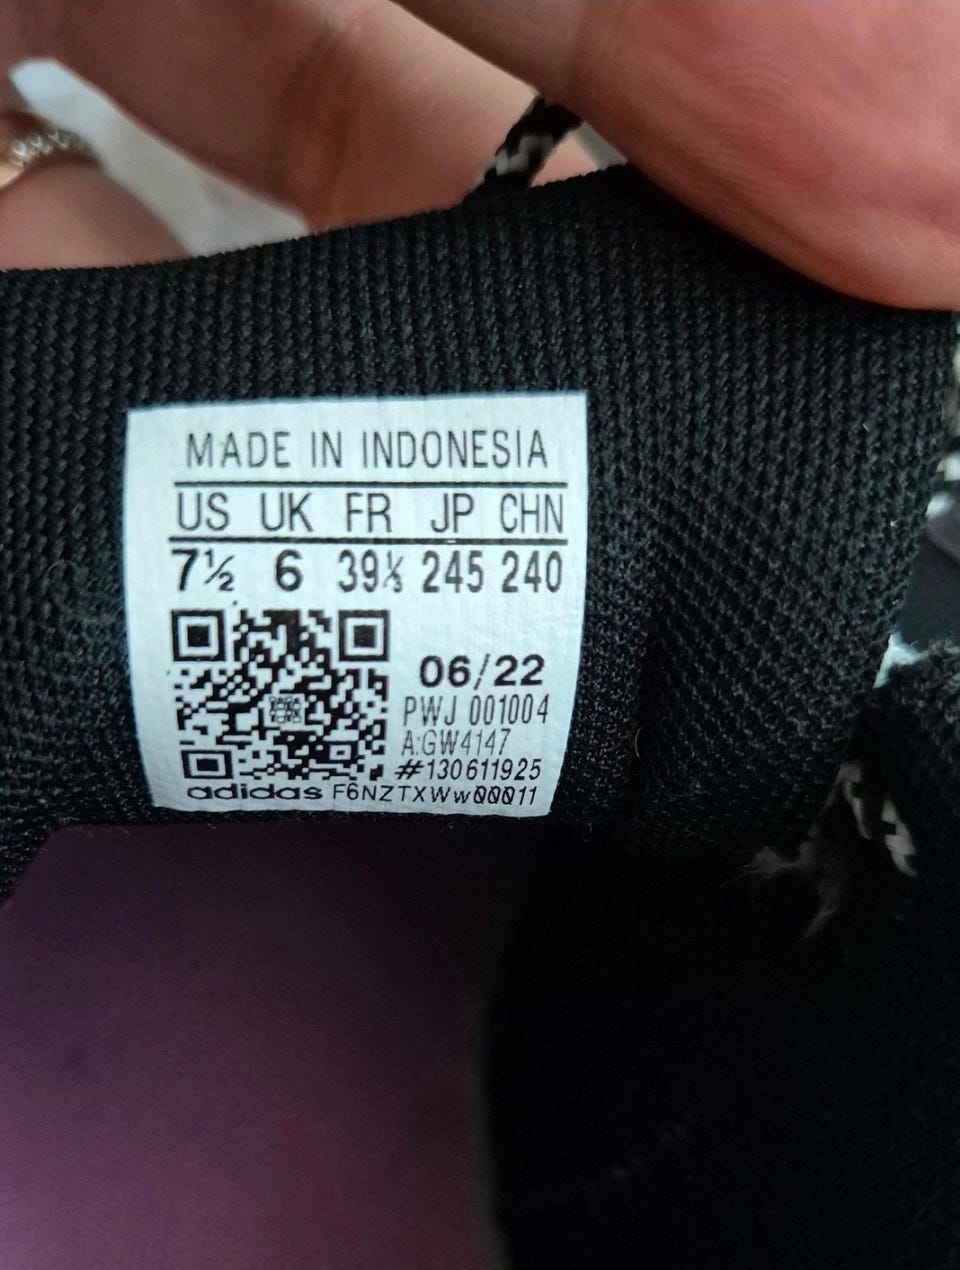 MADE IN INDONESIA
US UK FR JP CHN
7½ 6 39⅓ 245 240
06/22
PWJ 001004
A:GW4147
#130611925
adidas F6NZTXWw00011